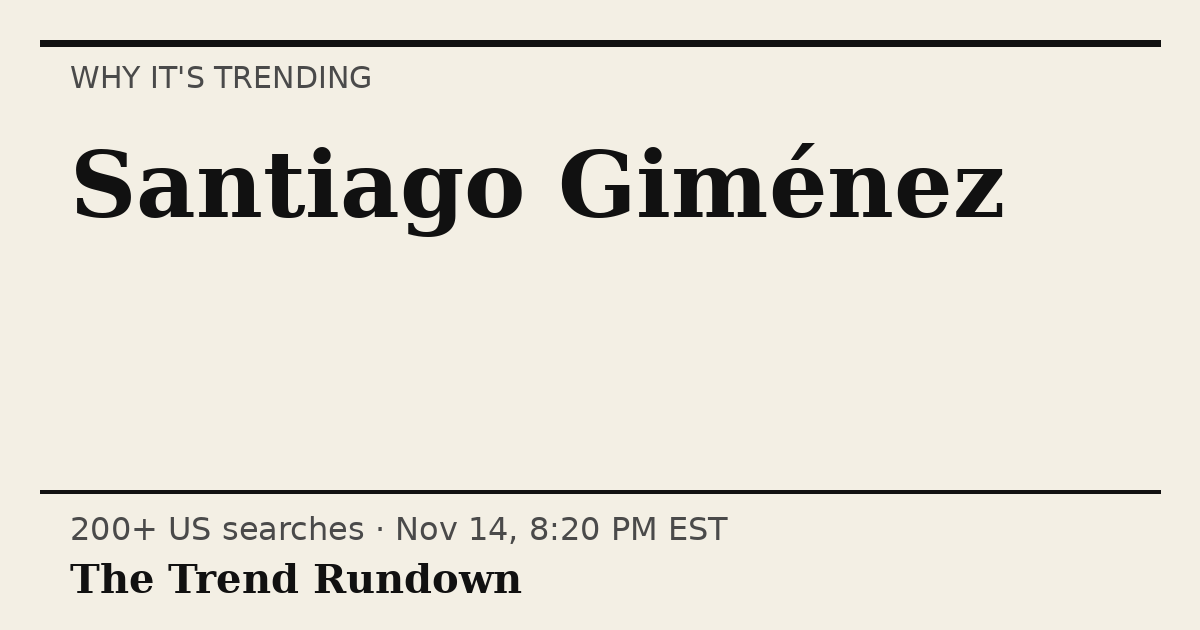 WHY IT'S TRENDING
Santiago Giménez
200+ US searches · Nov 14, 8:20 PM EST
The Trend Rundown